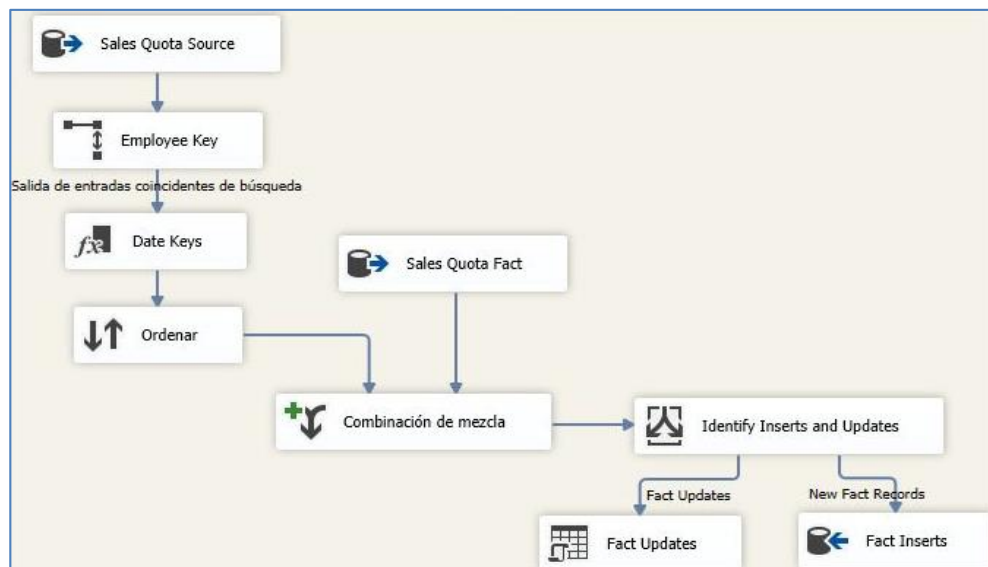 Sales Quota Source
Employee Key
Salida de entradas coincidentes de búsqueda
fx
Date Keys
Sales Quota Fact
Ordenar
Combinación de mezcla
Identify Inserts and Updates
Fact Updates
New Fact Records
Fact Updates
Fact Inserts